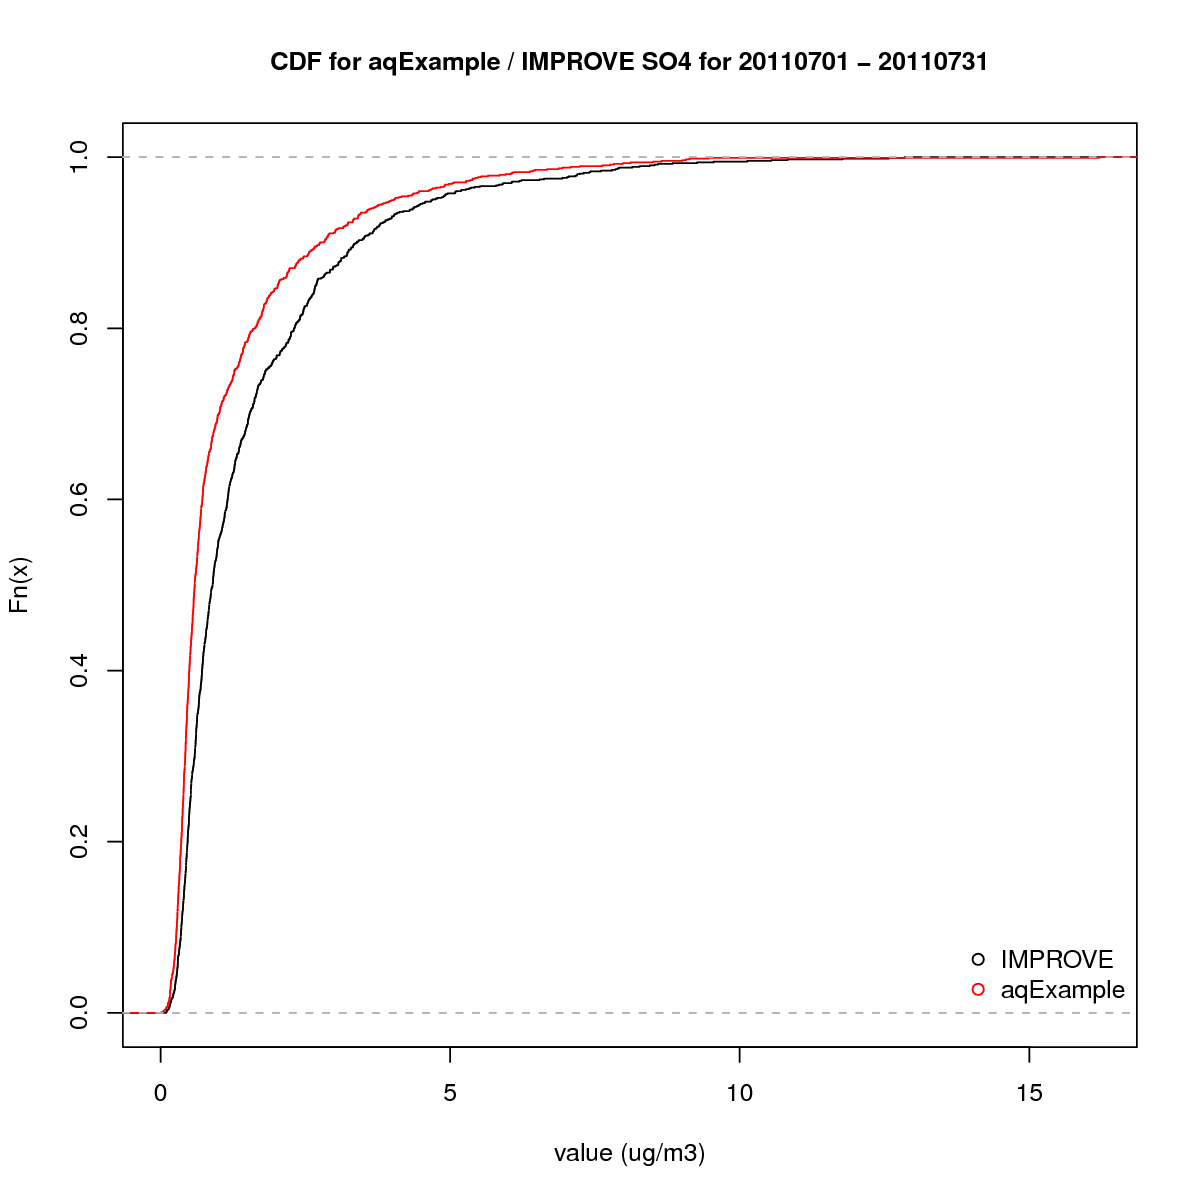 CDF for aqExample / IMPROVE SO4 for 20110701 − 20110731
1.0
0.8
0.6
0.4
0.2
0.0
Fn(x)
IMPROVE
aqExample
0 5 10 15
value (ug/m3)